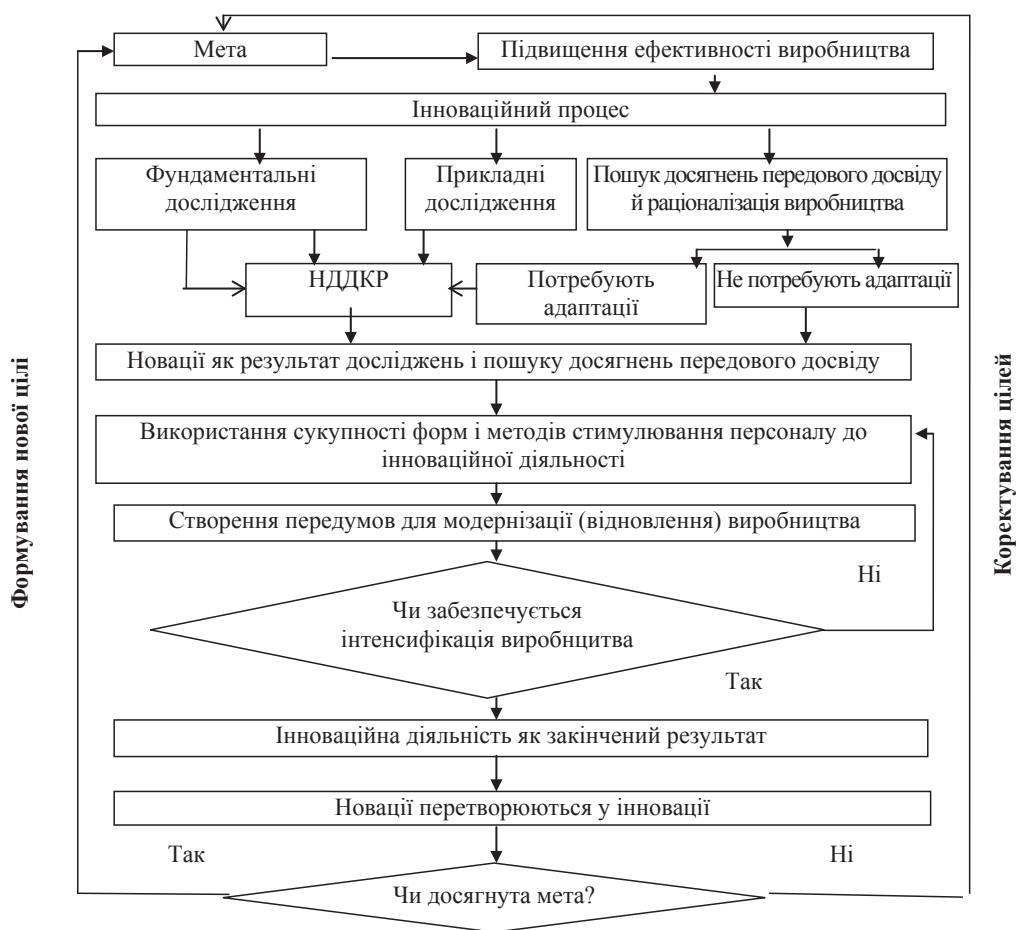 Мета
Підвищення ефективності виробництва
Інноваційний процес
Фундаментальні
дослідження
Прикладні
дослідження
Пошук досягнень передового досвіду
й раціоналізація виробництва
НДДКР
Потребують
адаптації
Не потребують адаптації
Новації як результат досліджень і пошуку досягнень передового досвіду
Використання сукупності форм і методів стимулювання персоналу до
інноваційної діяльності
Створення передумов для модернізації (відновлення) виробництва
Чи забезпечується
інтенсифікація виробнцитва
Ні
Так
Інноваційна діяльність як закінчений результат
Новації перетворюються у інновації
Так
Ні
Чи досягнута мета?
Формування нової цілі
Коректування цілей